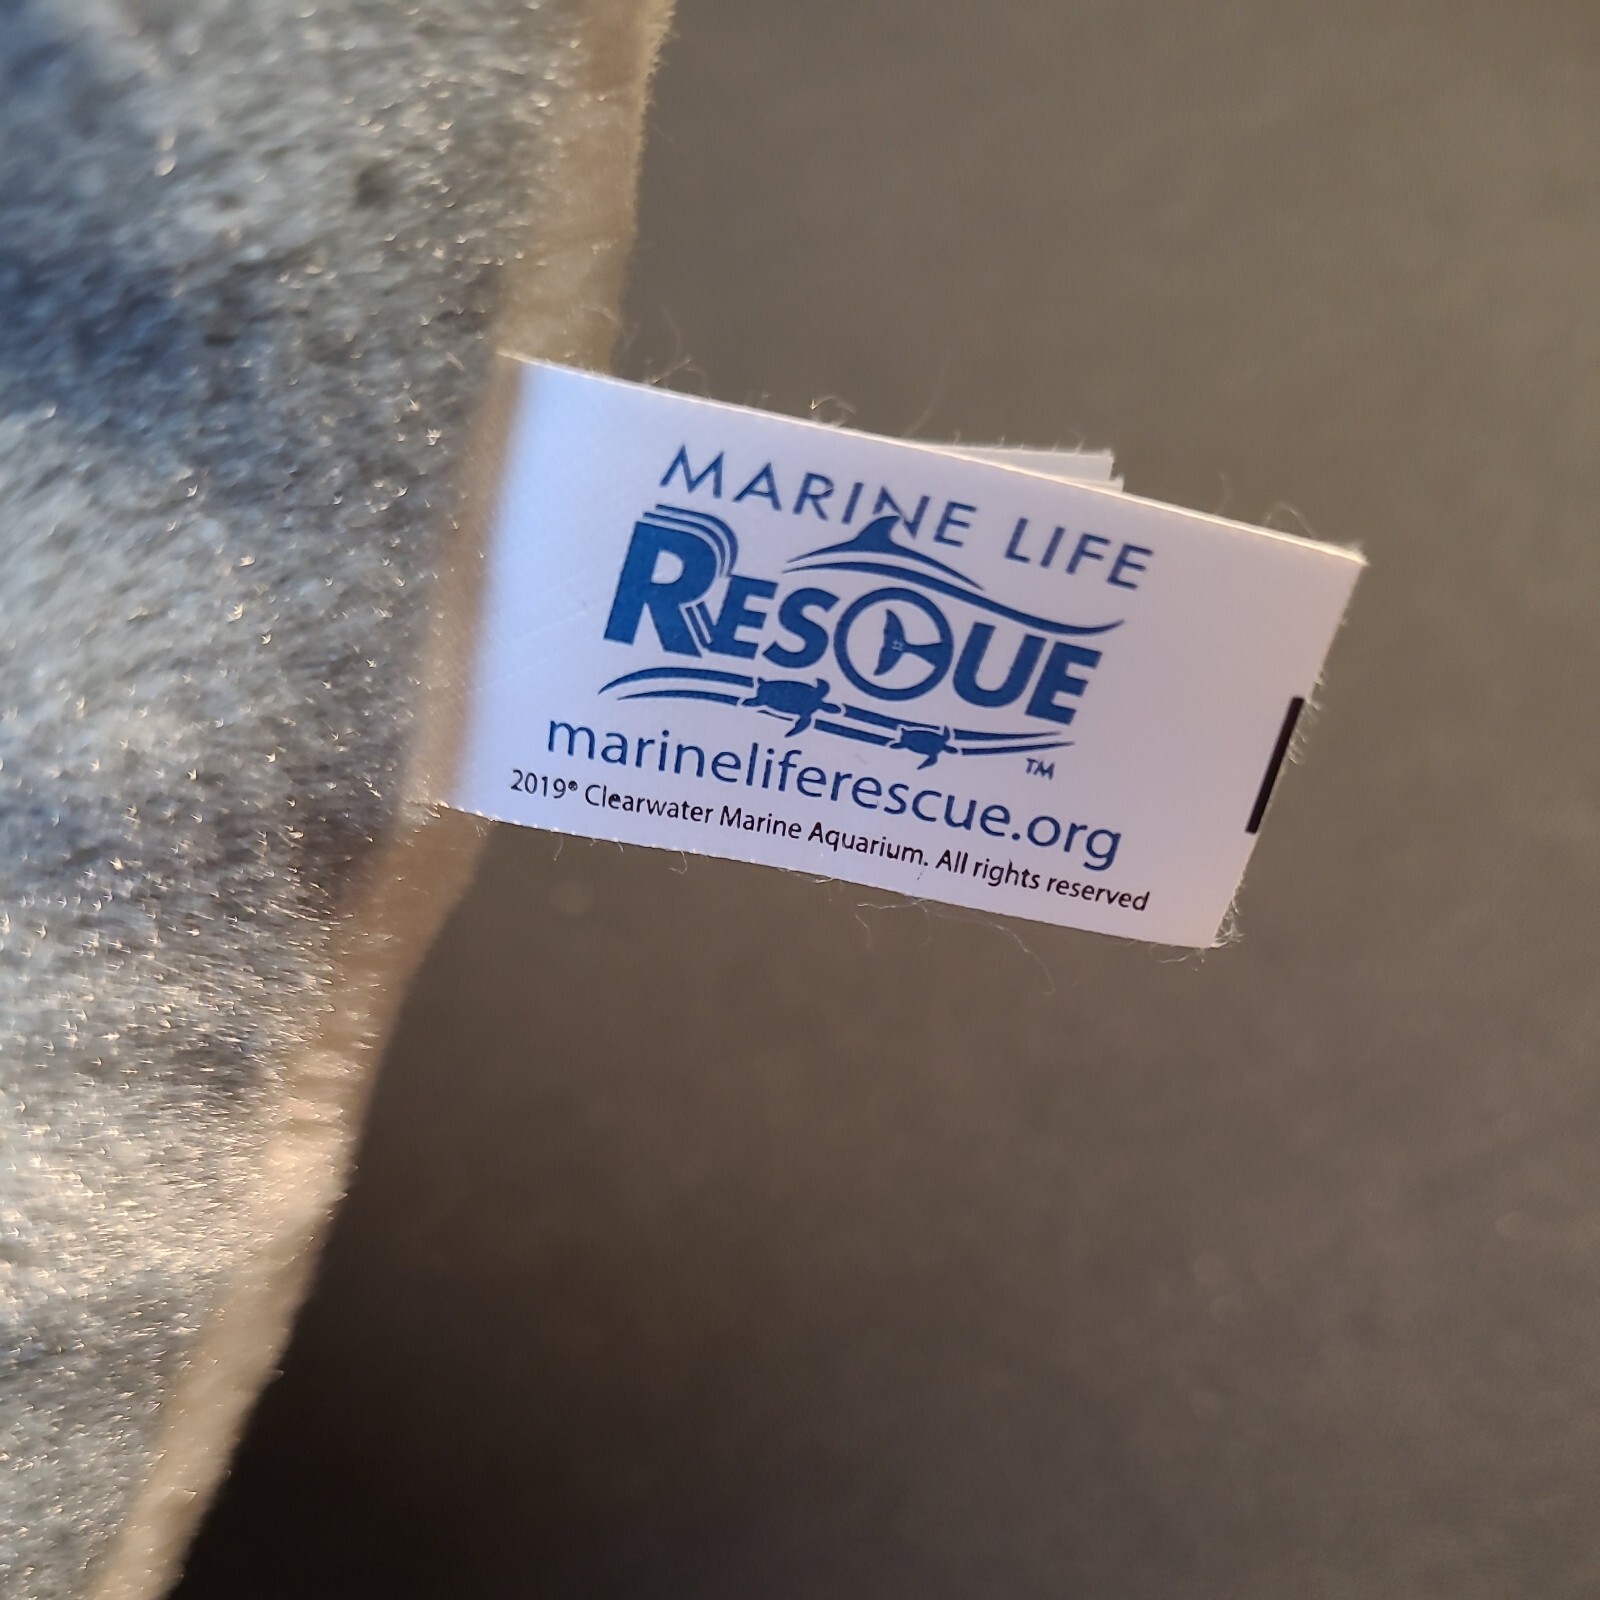 MARINE LIFE
RESCUE
TM
marineliferescue.org
2019® Clearwater Marine Aquarium. All rights reserved